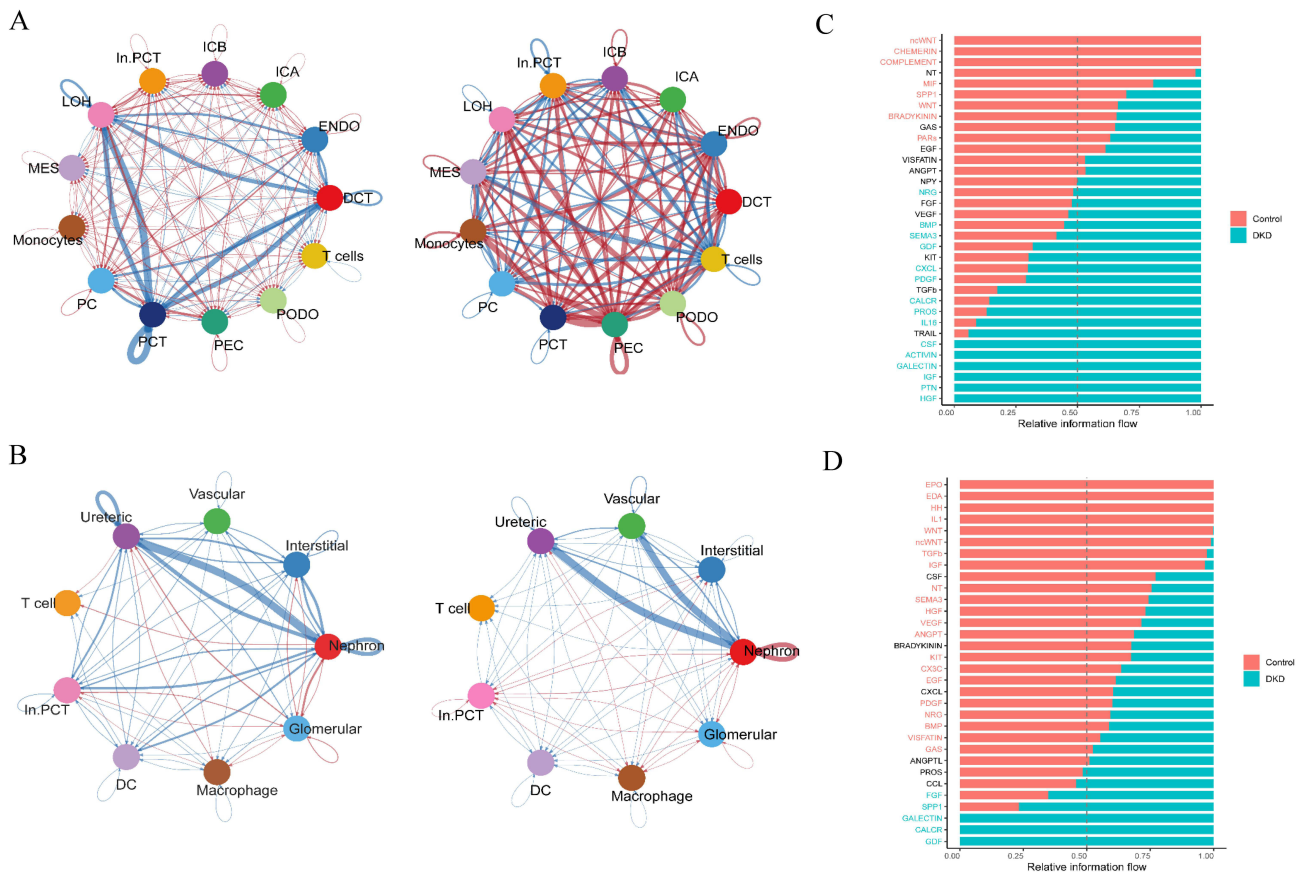 A
In.PCT
ICB
ICA
LOH
ENDO
MES
DCT
Monocytes
T cells
PC
PODO
PCT
PEC
In.PCT
ICB
ICA
LOH
ENDO
MES
DCT
Monocytes
T cells
PC
PODO
PCT
PEC
C
ncWNT
CHEMERIN
COMPLEMENT
NT
MIF
SPP1
WNT
BRADYKININ
GAS
PARs
EGF
VISFATIN
ANGPT
NPY
NRG
FGF
VEGF
BMP
SEMA3
GDF
KIT
CXCL
PDGF
TGFb
CALCR
PROS
IL16
TRAIL
CSF
ACTIVIN
GALECTIN
IGF
PTN
HGF
0.00 0.25 0.50 0.75 1.00
Relative information flow
Control
DKD
B
Vascular
Ureteric
Interstitial
T cell
Nephron
In.PCT
Glomerular
DC
Macrophage
Vascular
Ureteric
Interstitial
T cell
Nephron
In.PCT
Glomerular
DC
Macrophage
D
EPO
EDA
HH
IL1
WNT
ncWNT
TGFb
IGF
CSF
NT
SEMA3
HGF
VEGF
ANGPT
BRADYKININ
KIT
CX3C
EGF
CXCL
PDGF
NRG
BMP
VISFATIN
GAS
ANGPTL
PROS
CCL
FGF
SPP1
GALECTIN
CALCR
GDF
0.00 0.25 0.50 0.75 1.00
Relative information flow
Control
DKD